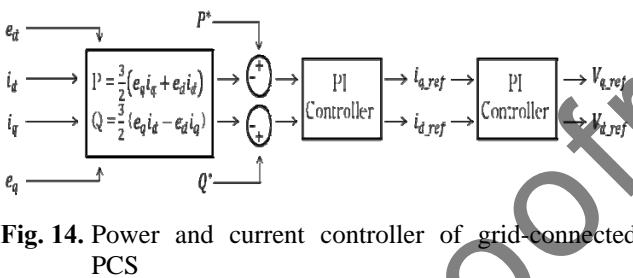 e_d
P*
i_d
P = 3/2 (e_q i_q + e_d i_d)
+
-
PI
Controller
i_q_ref
PI
Controller
V_q_ref
i_q
Q = 3/2 (e_q i_d − e_d i_q)
-
+
i_d_ref
V_d_ref
e_q
Q*
Fig. 14. Power and current controller of grid-connected
PCS